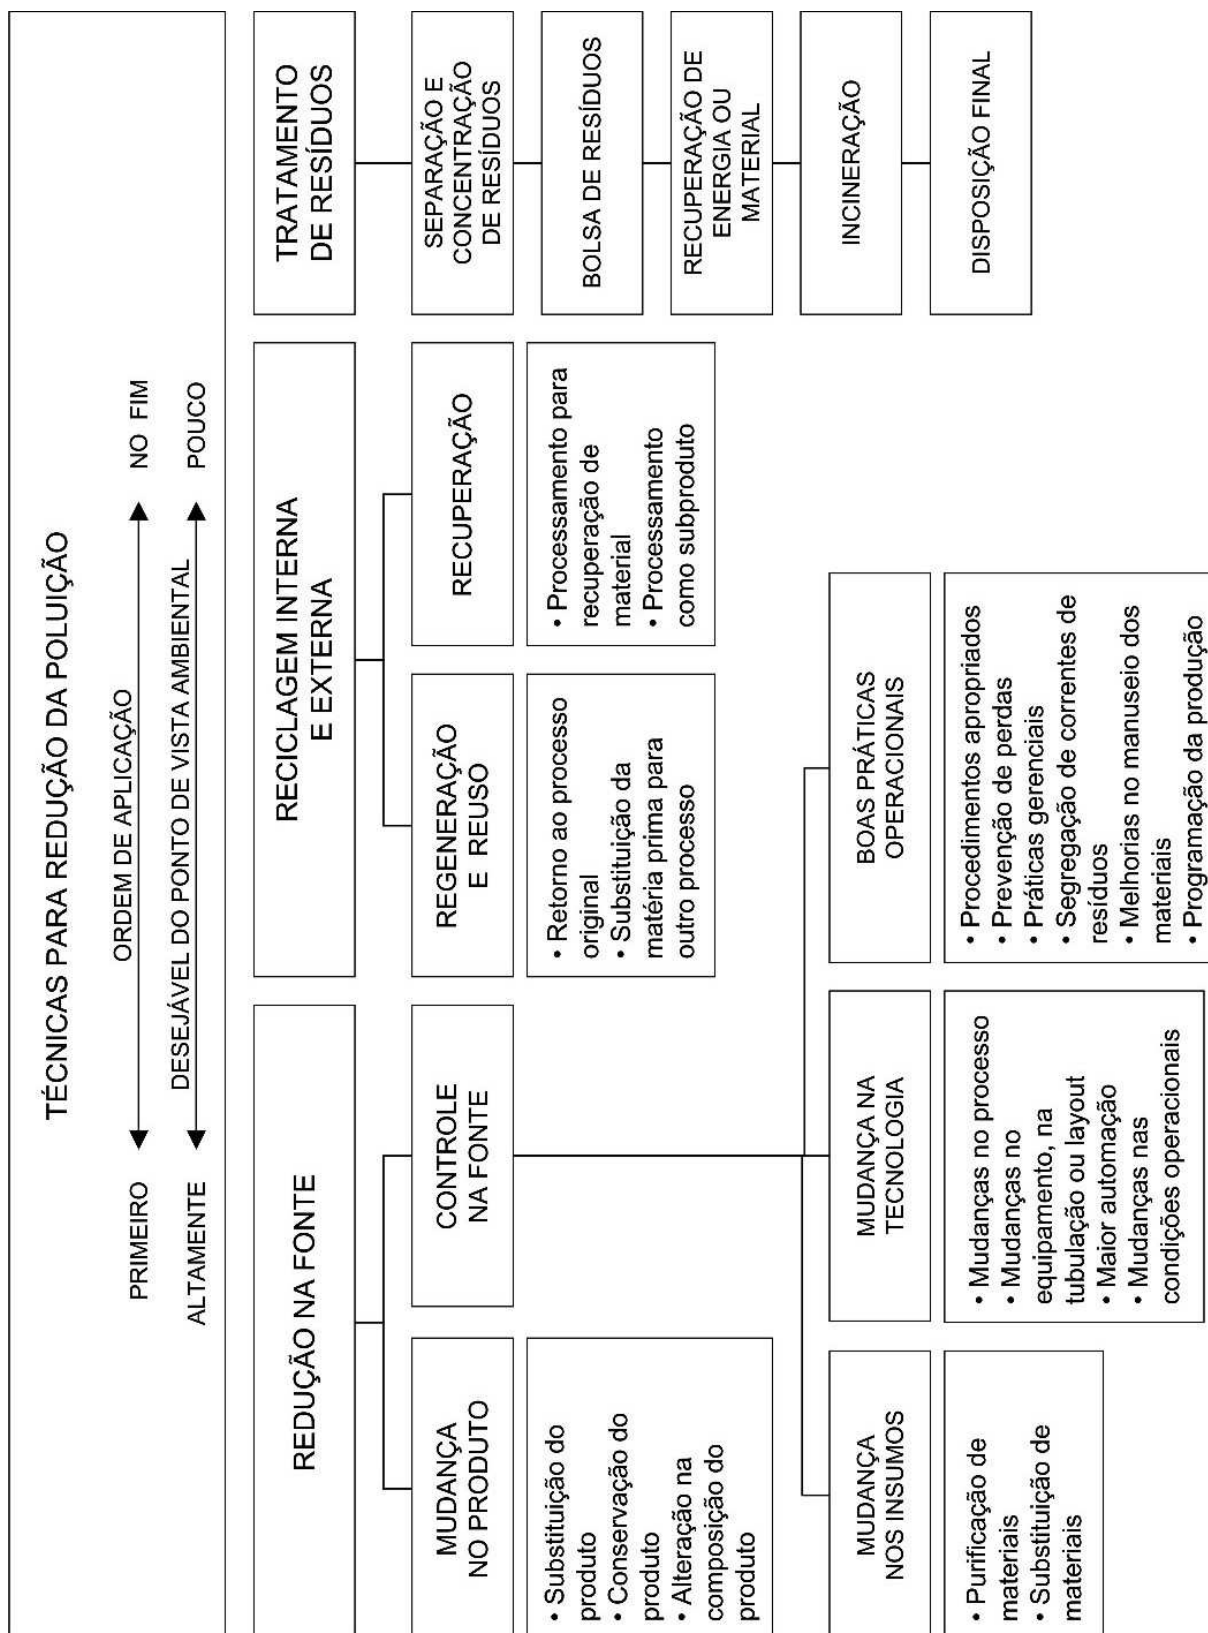 TÉCNICAS PARA REDUÇÃO DA POLUIÇÃO
ORDEM DE APLICAÇÃO
PRIMEIRO
NO FIM
DESEJÁVEL DO PONTO DE VISTA AMBIENTAL
ALTAMENTE
POUCO
REDUÇÃO NA FONTE
MUDANÇA
NO PRODUTO
• Substituição do
produto
• Conservação do
produto
• Alteração na
composição do
produto
CONTROLE
NA FONTE
MUDANÇA
NOS INSUMOS
• Purificação de
materiais
• Substituição de
materiais
MUDANÇA NA
TECNOLOGIA
• Mudanças no processo
• Mudanças no
equipamento, na
tubulação ou layout
• Maior automação
• Mudanças nas
condições operacionais
BOAS PRÁTICAS
OPERACIONAIS
• Procedimentos apropriados
• Prevenção de perdas
• Práticas gerenciais
• Segregação de correntes de
resíduos
• Melhorias no manuseio dos
materiais
• Programação da produção
RECICLAGEM INTERNA
E EXTERNA
REGENERAÇÃO
E REUSO
• Retorno ao processo
original
• Substituição da
matéria prima para
outro processo
RECUPERAÇÃO
• Processamento para
recuperação de
material
• Processamento
como subproduto
TRATAMENTO
DE RESÍDUOS
SEPARAÇÃO E
CONCENTRAÇÃO
DE RESÍDUOS
BOLSA DE RESÍDUOS
RECUPERAÇÃO DE
ENERGIA OU
MATERIAL
INCINERAÇÃO
DISPOSIÇÃO FINAL